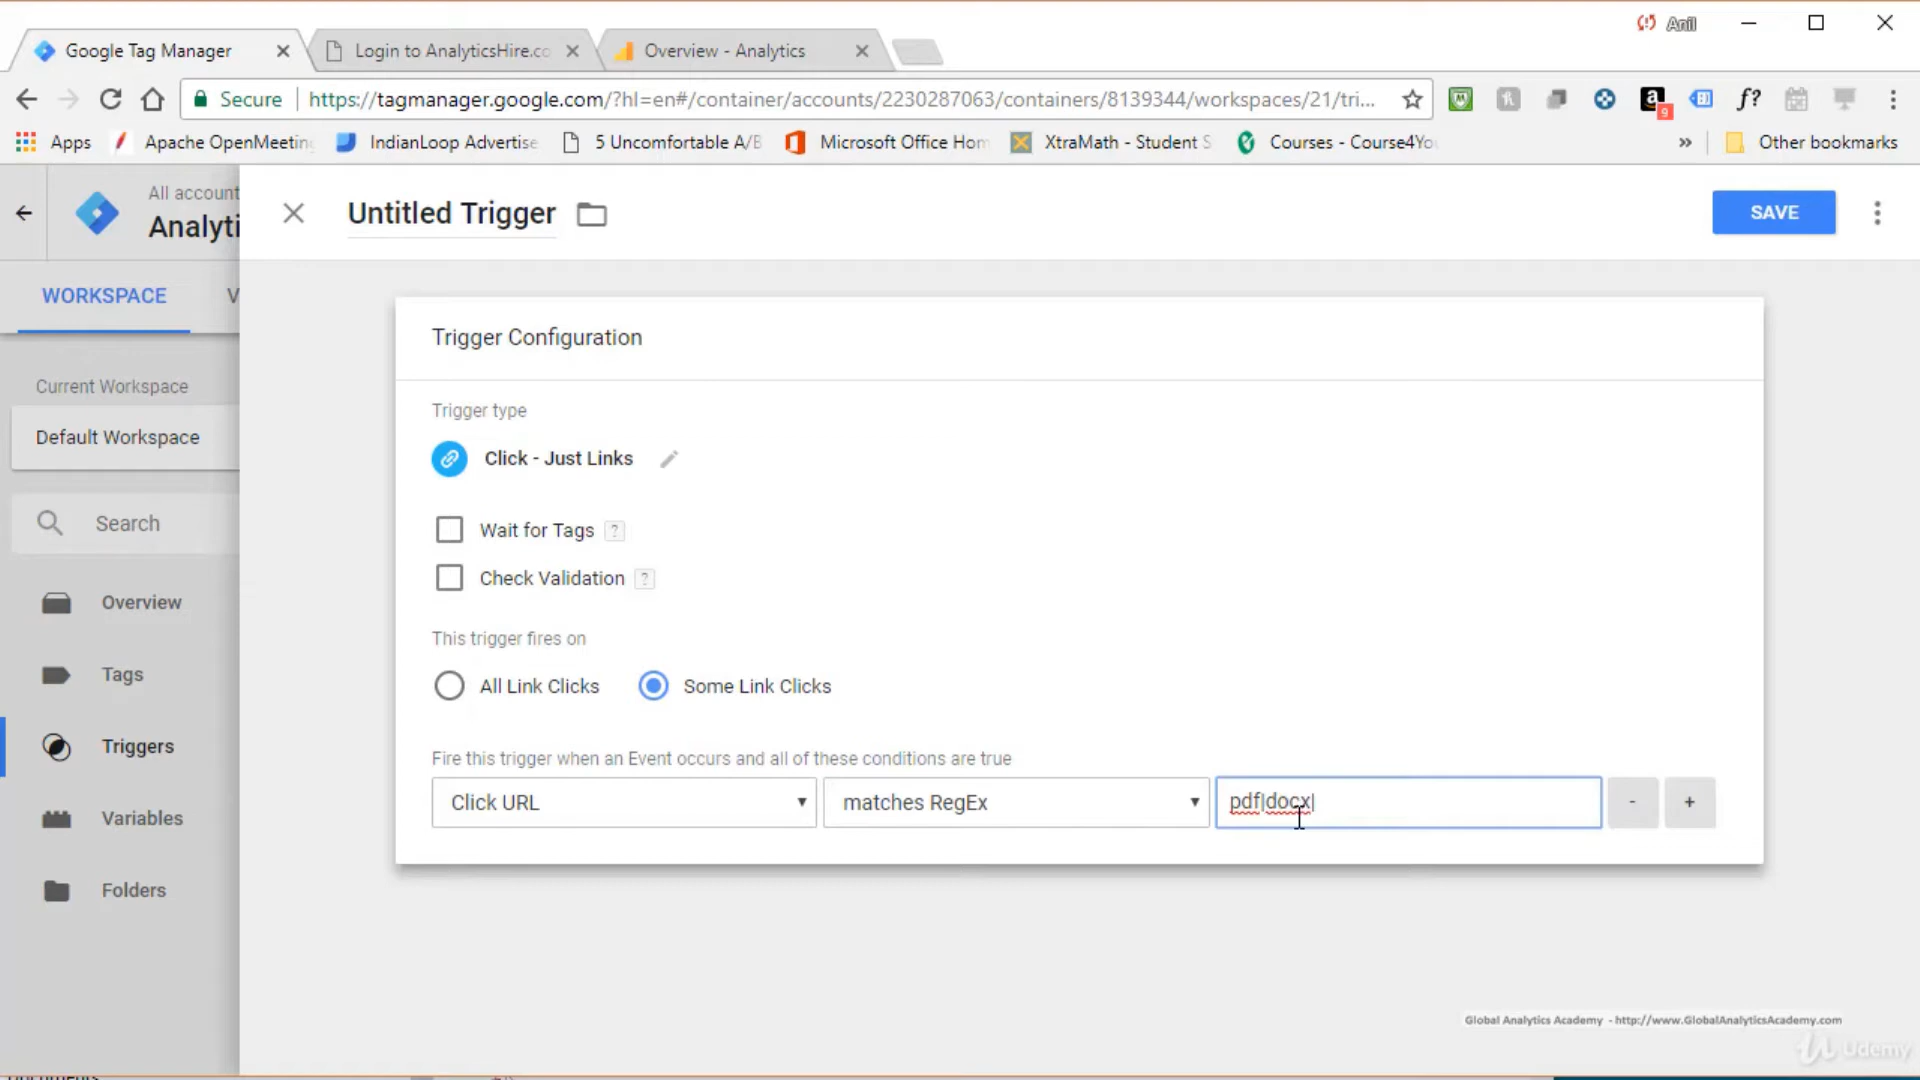 Anil
Google Tag Manager
Login to AnalyticsHire.co
Overview - Analytics
Secure
https://tagmanager.google.com/?hl=en#/container/accounts/2230287063/containers/8139344/workspaces/21/tri...
f?
9
Apps
Apache OpenMeeting
IndianLoop Advertise
5 Uncomfortable A/B
Microsoft Office Hom
XtraMath - Student S
Courses - Course4Yo
»
Other bookmarks
All account
Analyti
Untitled Trigger
SAVE
WORKSPACE
V
Trigger Configuration
Current Workspace
Default Workspace
Trigger type
Click - Just Links
Search
Wait for Tags ?
Check Validation ?
Overview
Tags
Triggers
Variables
Folders
This trigger fires on
All Link Clicks
Some Link Clicks
Fire this trigger when an Event occurs and all of these conditions are true
Click URL
matches RegEx
pdf|docx|
-
+
Global Analytics Academy - http://www.GlobalAnalyticsAcademy.com
Udemy